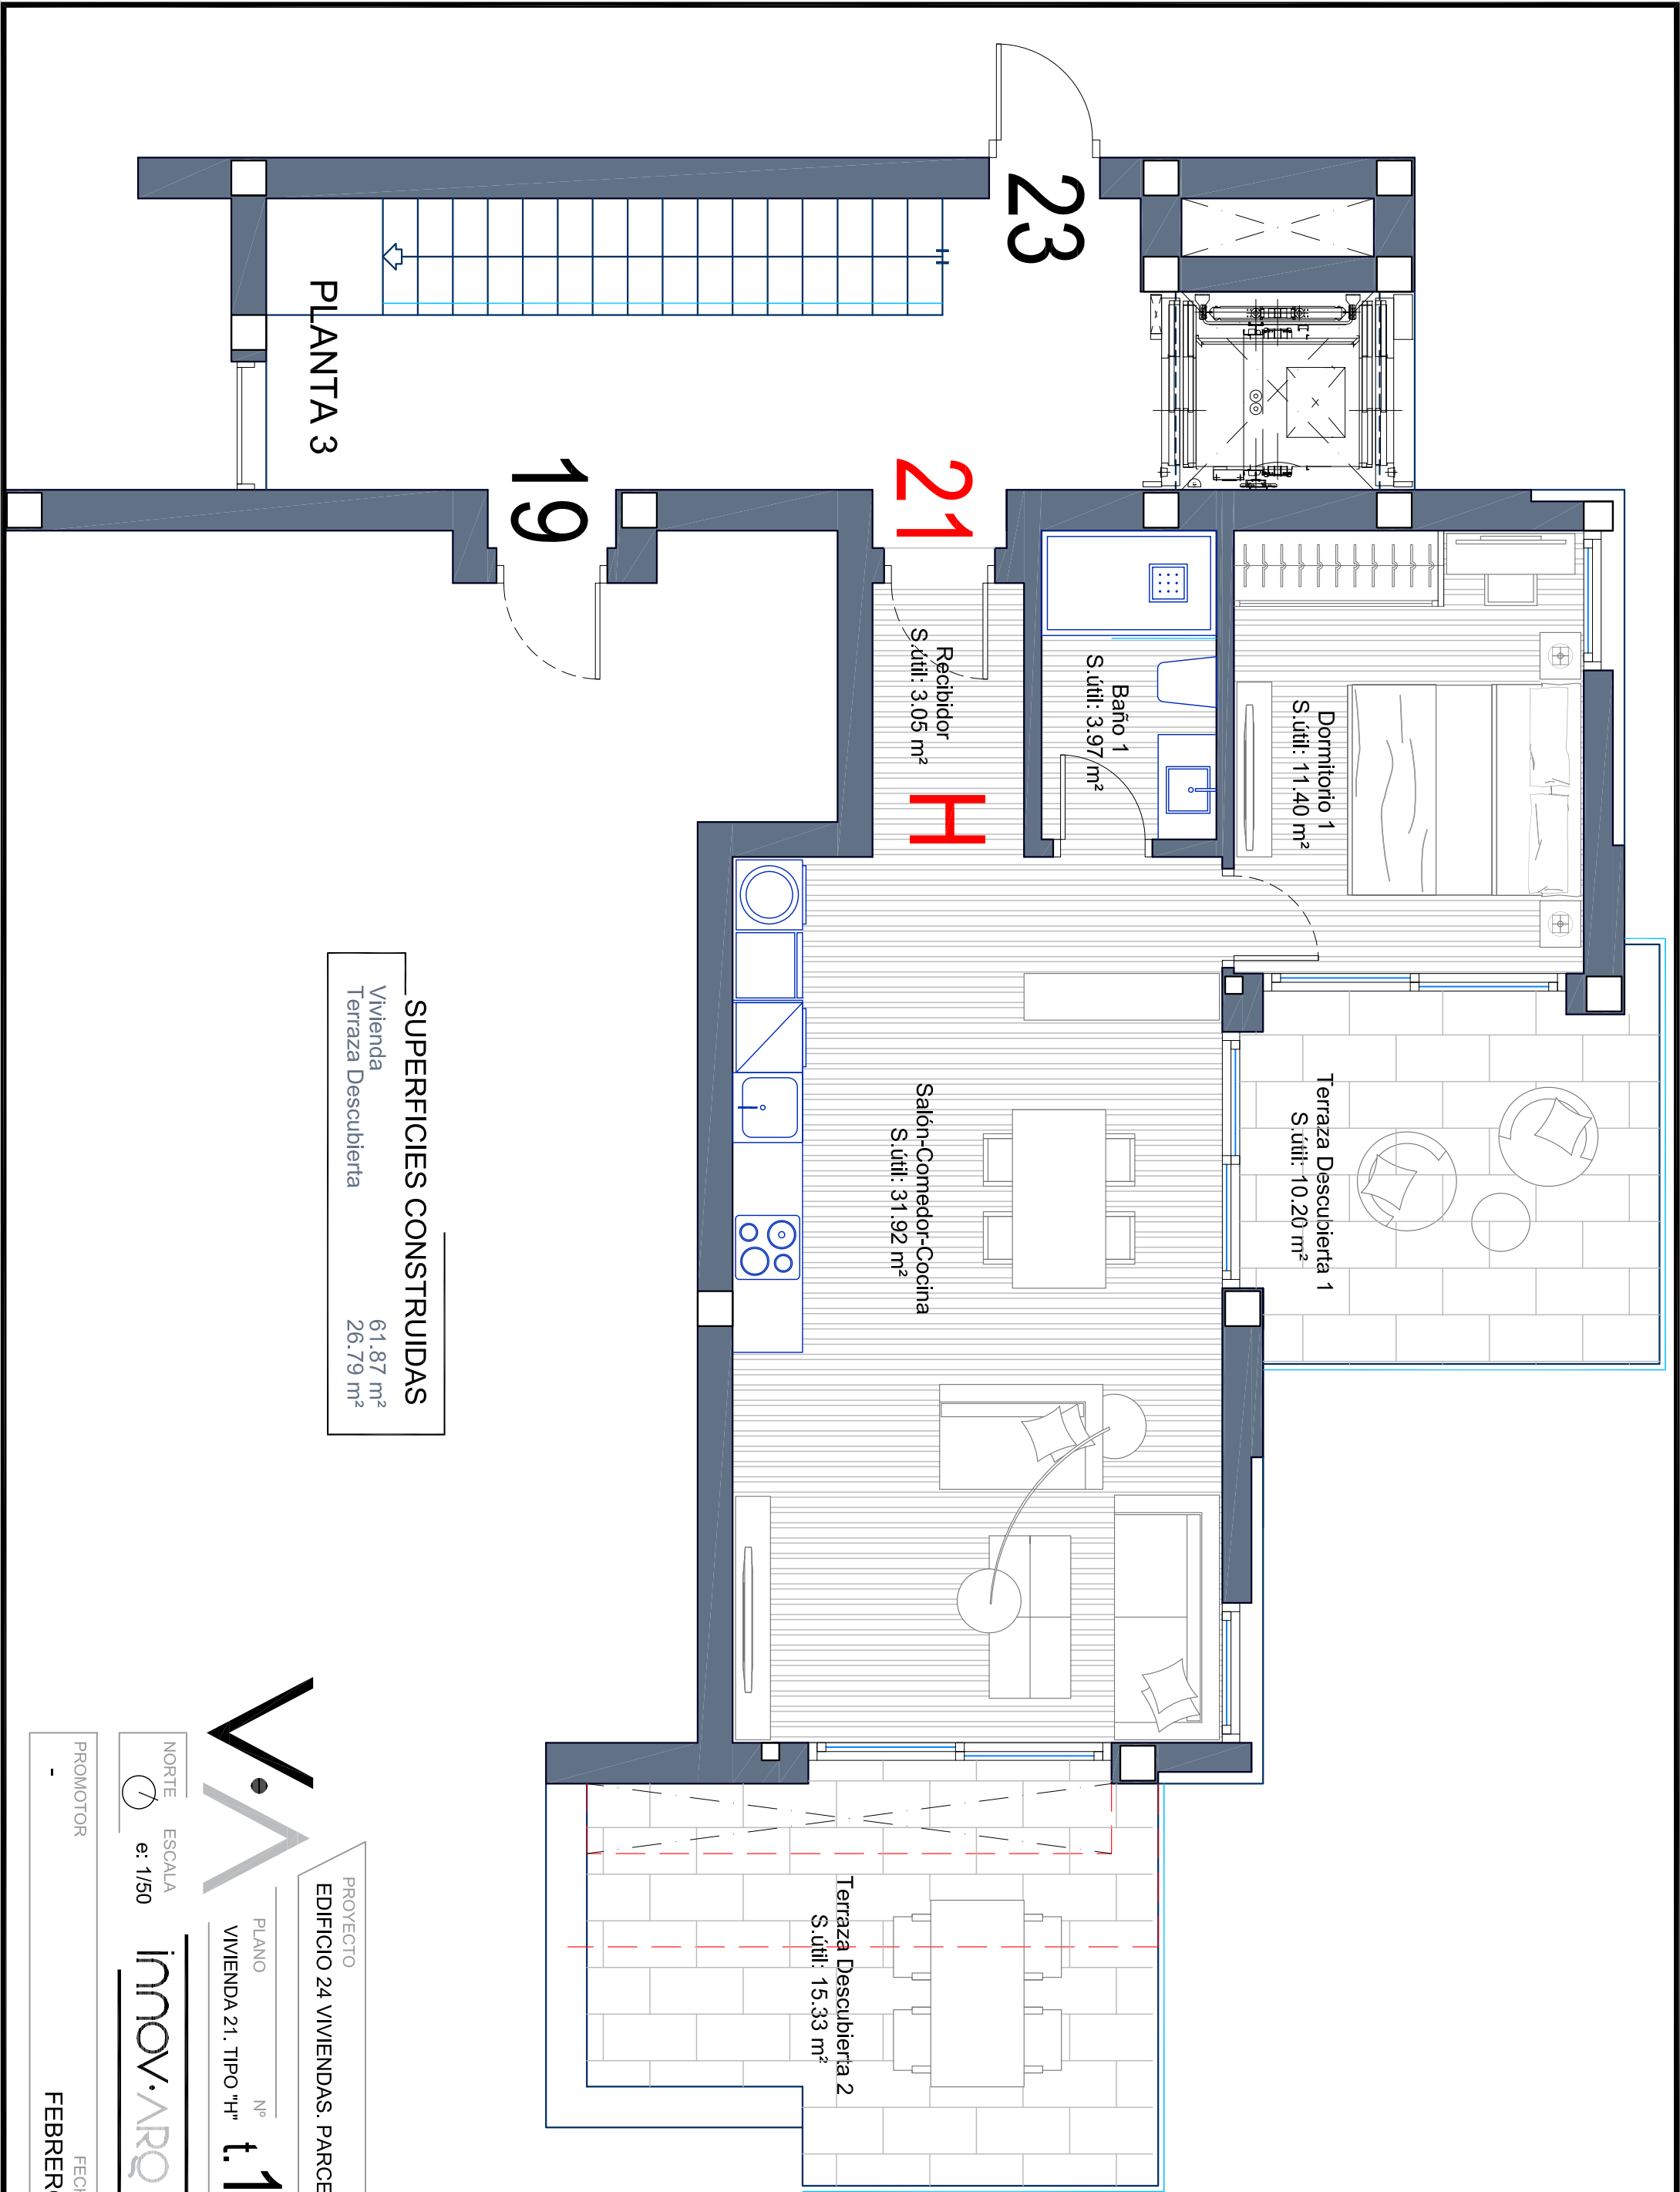 23
PLANTA 3
19
21
Recibidor
S.útil: 3.05 m²
H
Baño 1
S.útil: 3.97 m²
Dormitorio 1
S.útil: 11.40 m²
Terraza Descubierta 1
S.útil: 10.20 m²
Salón-Comedor-Cocina
S.útil: 31.92 m²
Terraza Descubierta 2
S.útil: 15.33 m²
SUPERFICIES CONSTRUIDAS
Vivienda 61.87 m²
Terraza Descubierta 26.79 m²
PROYECTO
EDIFICIO 24 VIVIENDAS. PARCE
PLANO Nº
VIVIENDA 21. TIPO "H" t.1
NORTE ESCALA
e: 1/50
innov·ARQ
PROMOTOR FECH
- FEBRERO